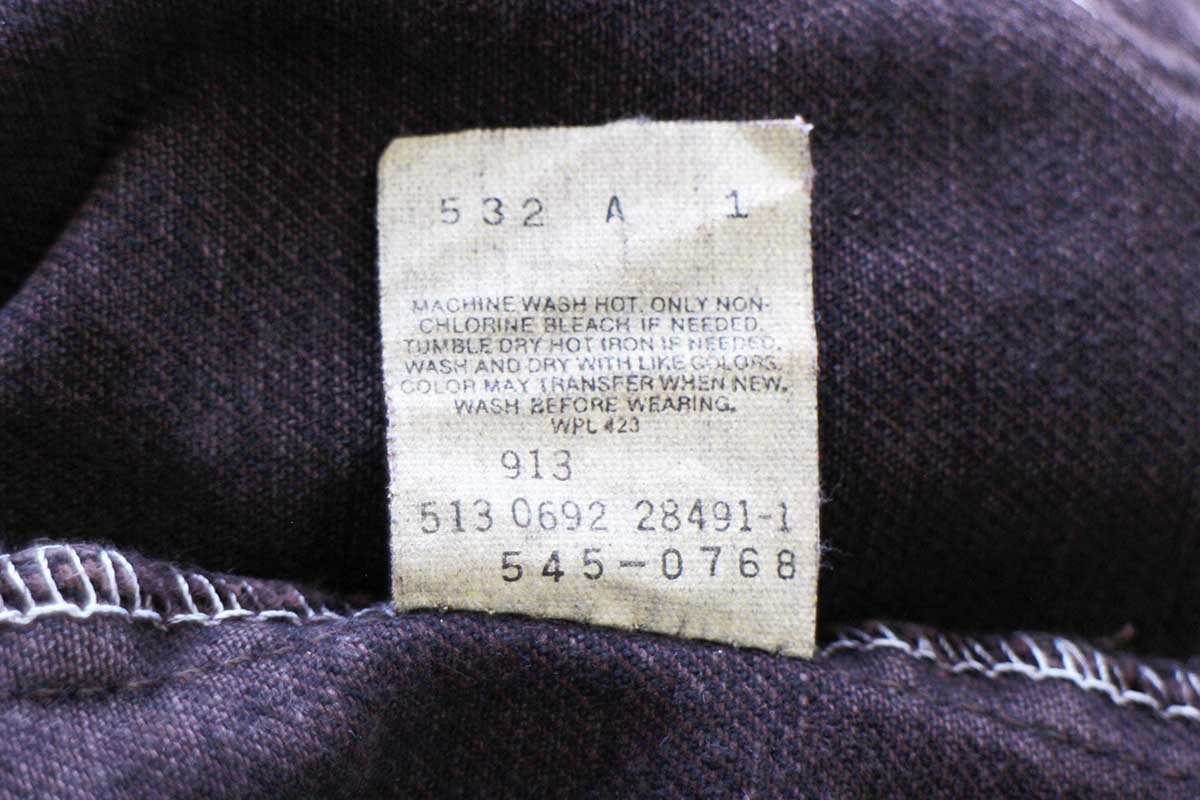 532 A 1
MACHINE WASH HOT. ONLY NON-
CHLORINE BLEACH IF NEEDED.
TUMBLE DRY HOT IRON IF NEEDED.
WASH AND DRY WITH LIKE COLORS.
COLOR MAY TRANSFER WHEN NEW.
WASH BEFORE WEARING.
WPL 423
913
513 0692 28491-1
545-0768